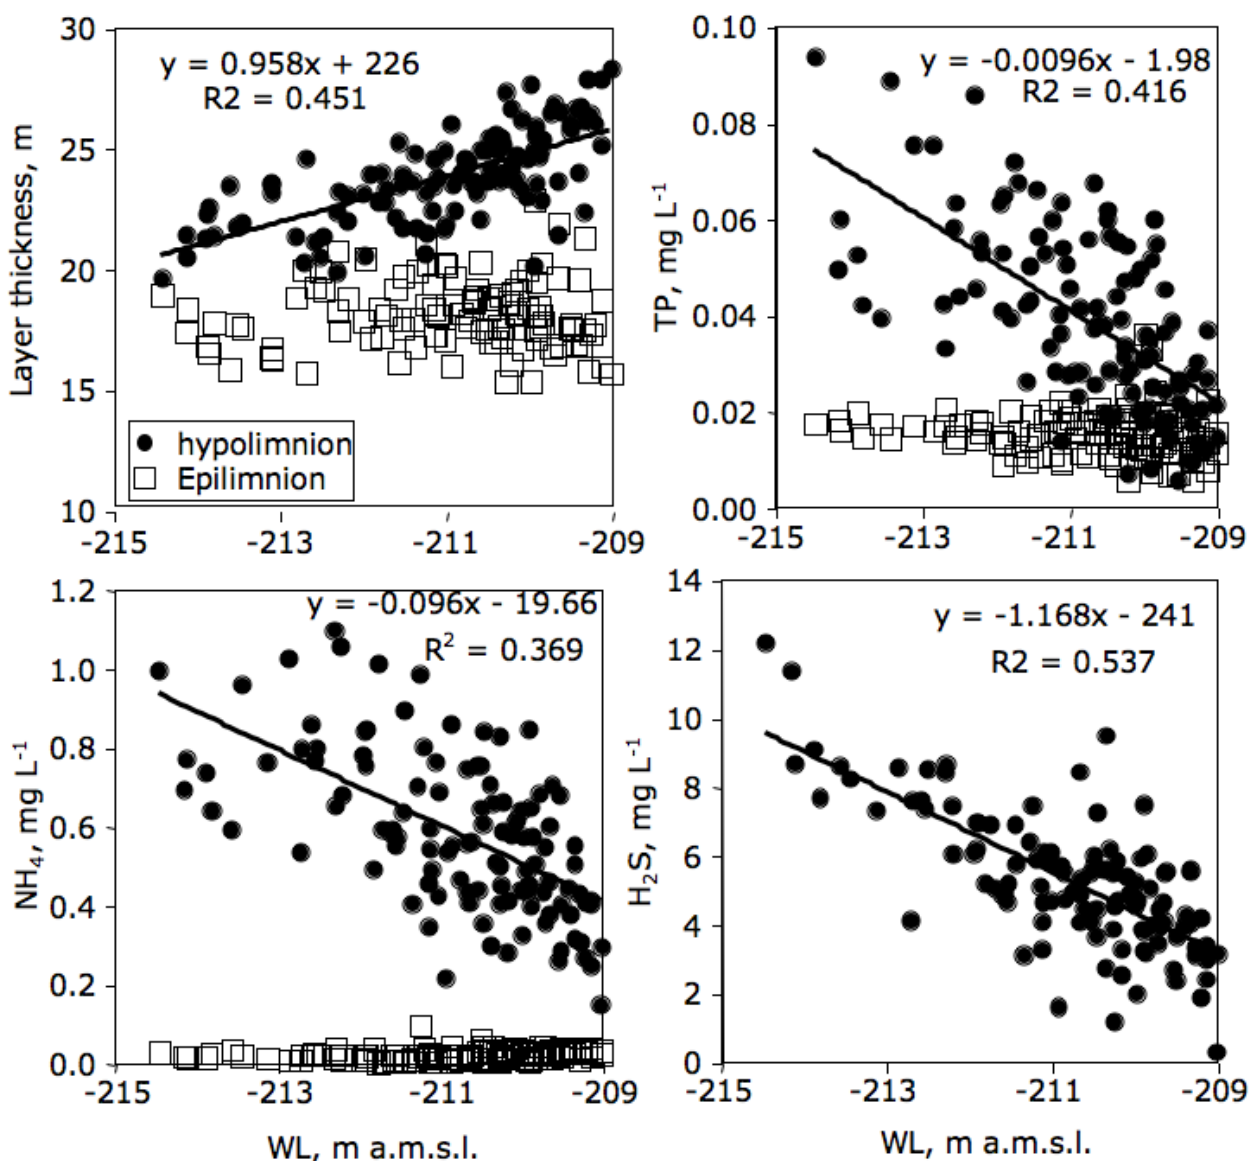 30
25
20
15
10
Layer thickness, m
y = 0.958x + 226
R2 = 0.451
hypolimnion
Epilimnion
-215
-213
-211
-209
0.10
0.08
0.06
0.04
0.02
0.00
TP, mg L⁻¹
y = -0.0096x - 1.98
R2 = 0.416
-215
-213
-211
-209
1.2
1.0
0.8
0.6
0.4
0.2
0.0
NH₄, mg L⁻¹
y = -0.096x - 19.66
R² = 0.369
-215
-213
-211
-209
WL, m a.m.s.l.
14
12
10
8
6
4
2
0
H₂S, mg L⁻¹
y = -1.168x - 241
R2 = 0.537
-215
-213
-211
-209
WL, m a.m.s.l.